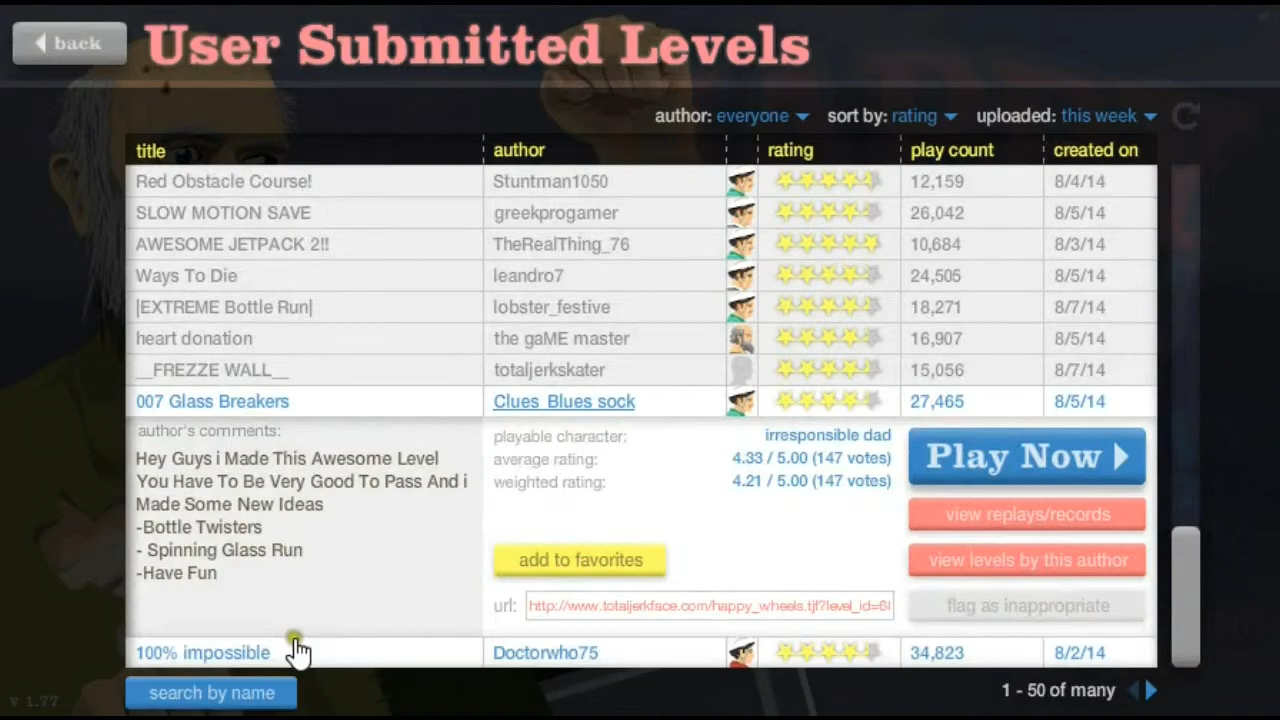 back
User Submitted Levels
author: everyone sort by: rating uploaded: this week
title author rating play count created on
Red Obstacle Course! Stuntman1050 12,159 8/4/14
SLOW MOTION SAVE greekprogamer 26,042 8/5/14
AWESOME JETPACK 2!! TheRealThing_76 10,684 8/3/14
Ways To Die leandro7 24,505 8/5/14
|EXTREME Bottle Run| lobster_festive 18,271 8/7/14
heart donation the gaME master 16,907 8/5/14
__FREZZE WALL__ totaljerkskater 15,056 8/7/14
007 Glass Breakers Clues_Blues sock 27,465 8/5/14
author's comments:
Hey Guys i Made This Awesome Level
You Have To Be Very Good To Pass And i
Made Some New Ideas
-Bottle Twisters
- Spinning Glass Run
-Have Fun
playable character: irresponsible dad
average rating: 4.33 / 5.00 (147 votes)
weighted rating: 4.21 / 5.00 (147 votes)
add to favorites
url: http://www.totaljerkface.com/happy_wheels.tjf?level_id=6
Play Now
view replays/records
view levels by this author
flag as inappropriate
100% impossible Doctorwho75 34,823 8/2/14
v 1.77
search by name
1 - 50 of many